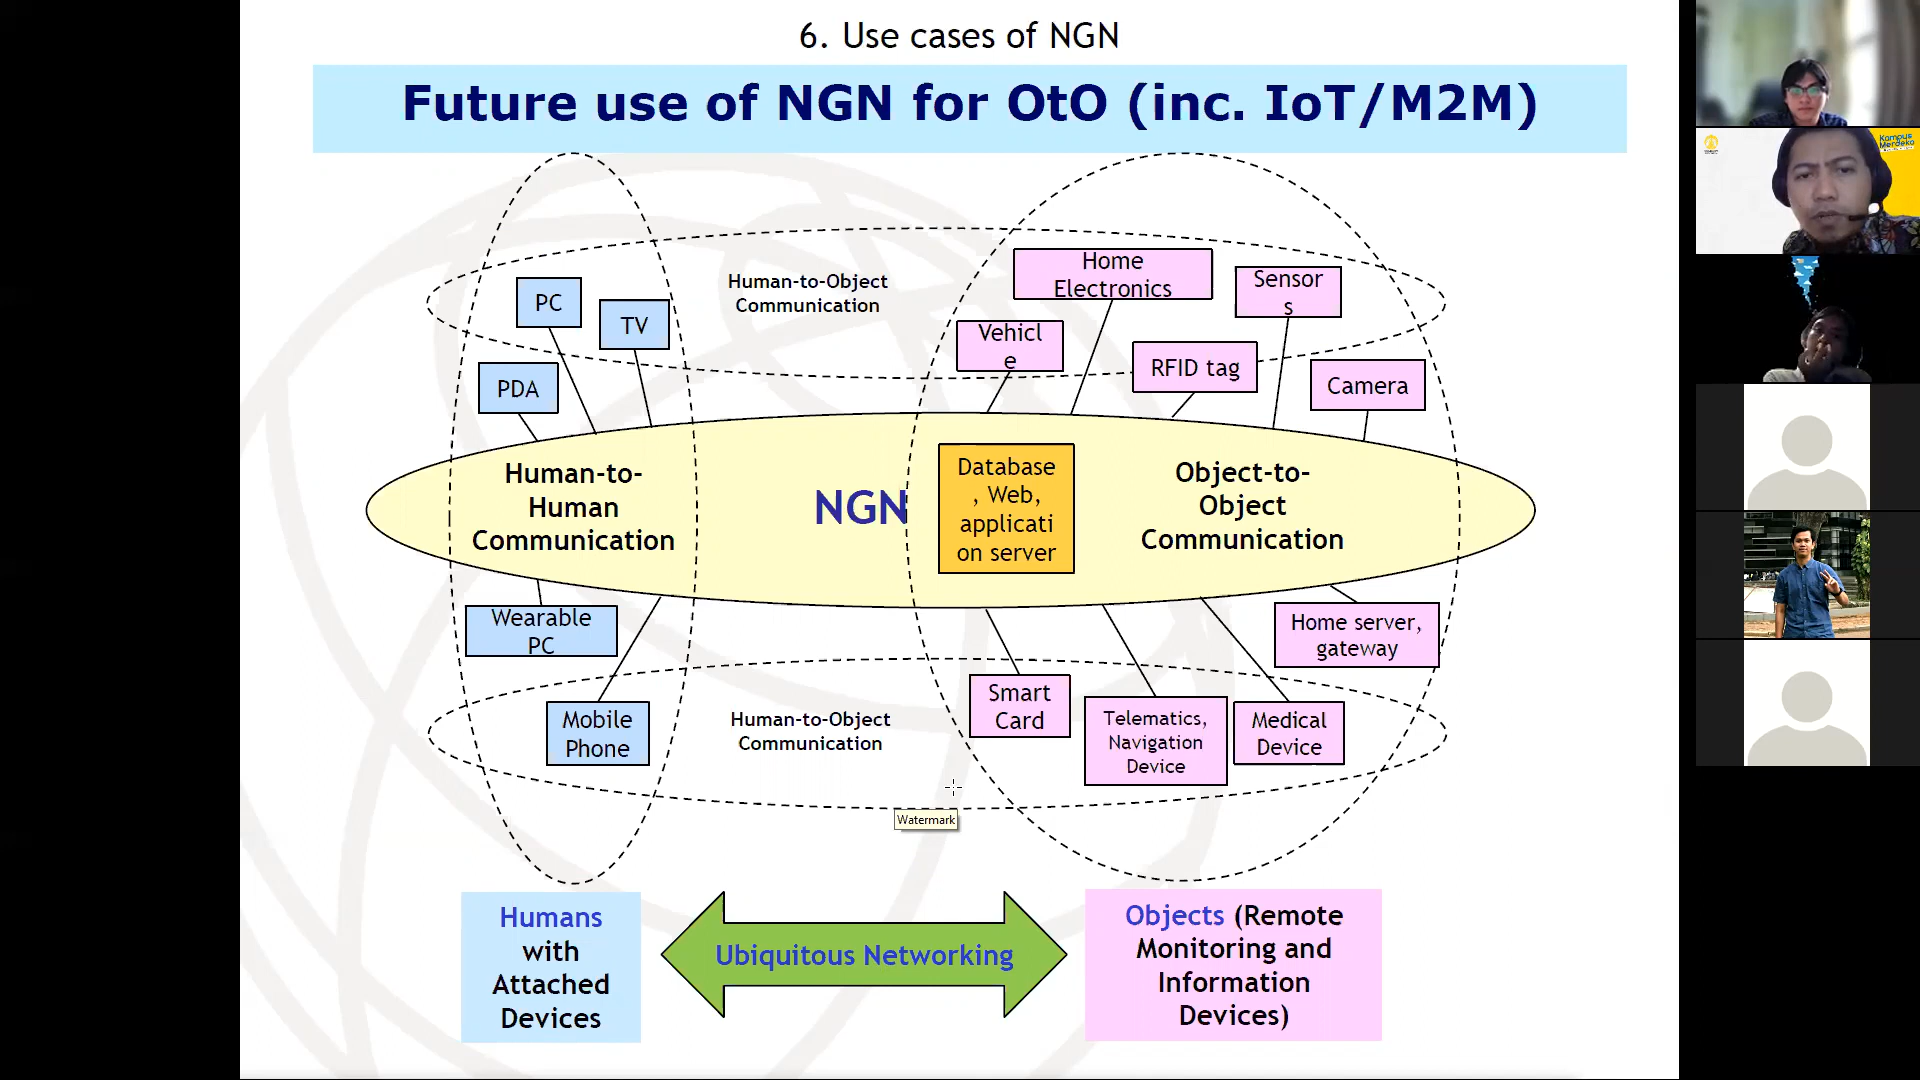 6. Use cases of NGN
Future use of NGN for OtO (inc. IoT/M2M)
Human-to-Object
Communication
PC
TV
PDA
Home
Electronics
Sensor
s
Vehicl
e
RFID tag
Camera
Human-to-
Human
Communication
NGN
Database
, Web,
applicati
on server
Object-to-
Object
Communication
Wearable
PC
Mobile
Phone
Human-to-Object
Communication
Smart
Card
Telematics,
Navigation
Device
Medical
Device
Home server,
gateway
Watermark
Humans
with
Attached
Devices
Ubiquitous Networking
Objects (Remote
Monitoring and
Information
Devices)
Kampus
Merdeka